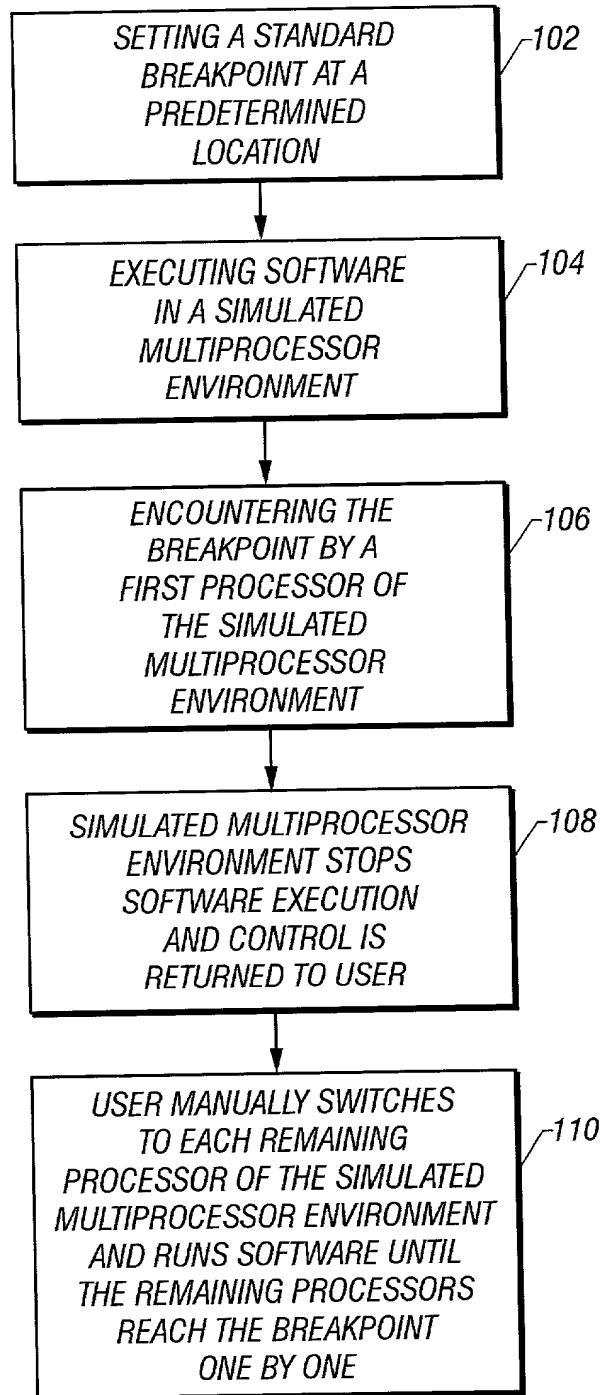 SETTING A STANDARD
BREAKPOINT AT A
PREDETERMINED
LOCATION
102
EXECUTING SOFTWARE
IN A SIMULATED
MULTIPROCESSOR
ENVIRONMENT
104
ENCOUNTERING THE
BREAKPOINT BY A
FIRST PROCESSOR OF
THE SIMULATED
MULTIPROCESSOR
ENVIRONMENT
106
SIMULATED MULTIPROCESSOR
ENVIRONMENT STOPS
SOFTWARE EXECUTION
AND CONTROL IS
RETURNED TO USER
108
USER MANUALLY SWITCHES
TO EACH REMAINING
PROCESSOR OF THE SIMULATED
MULTIPROCESSOR ENVIRONMENT
AND RUNS SOFTWARE UNTIL
THE REMAINING PROCESSORS
REACH THE BREAKPOINT
ONE BY ONE
110